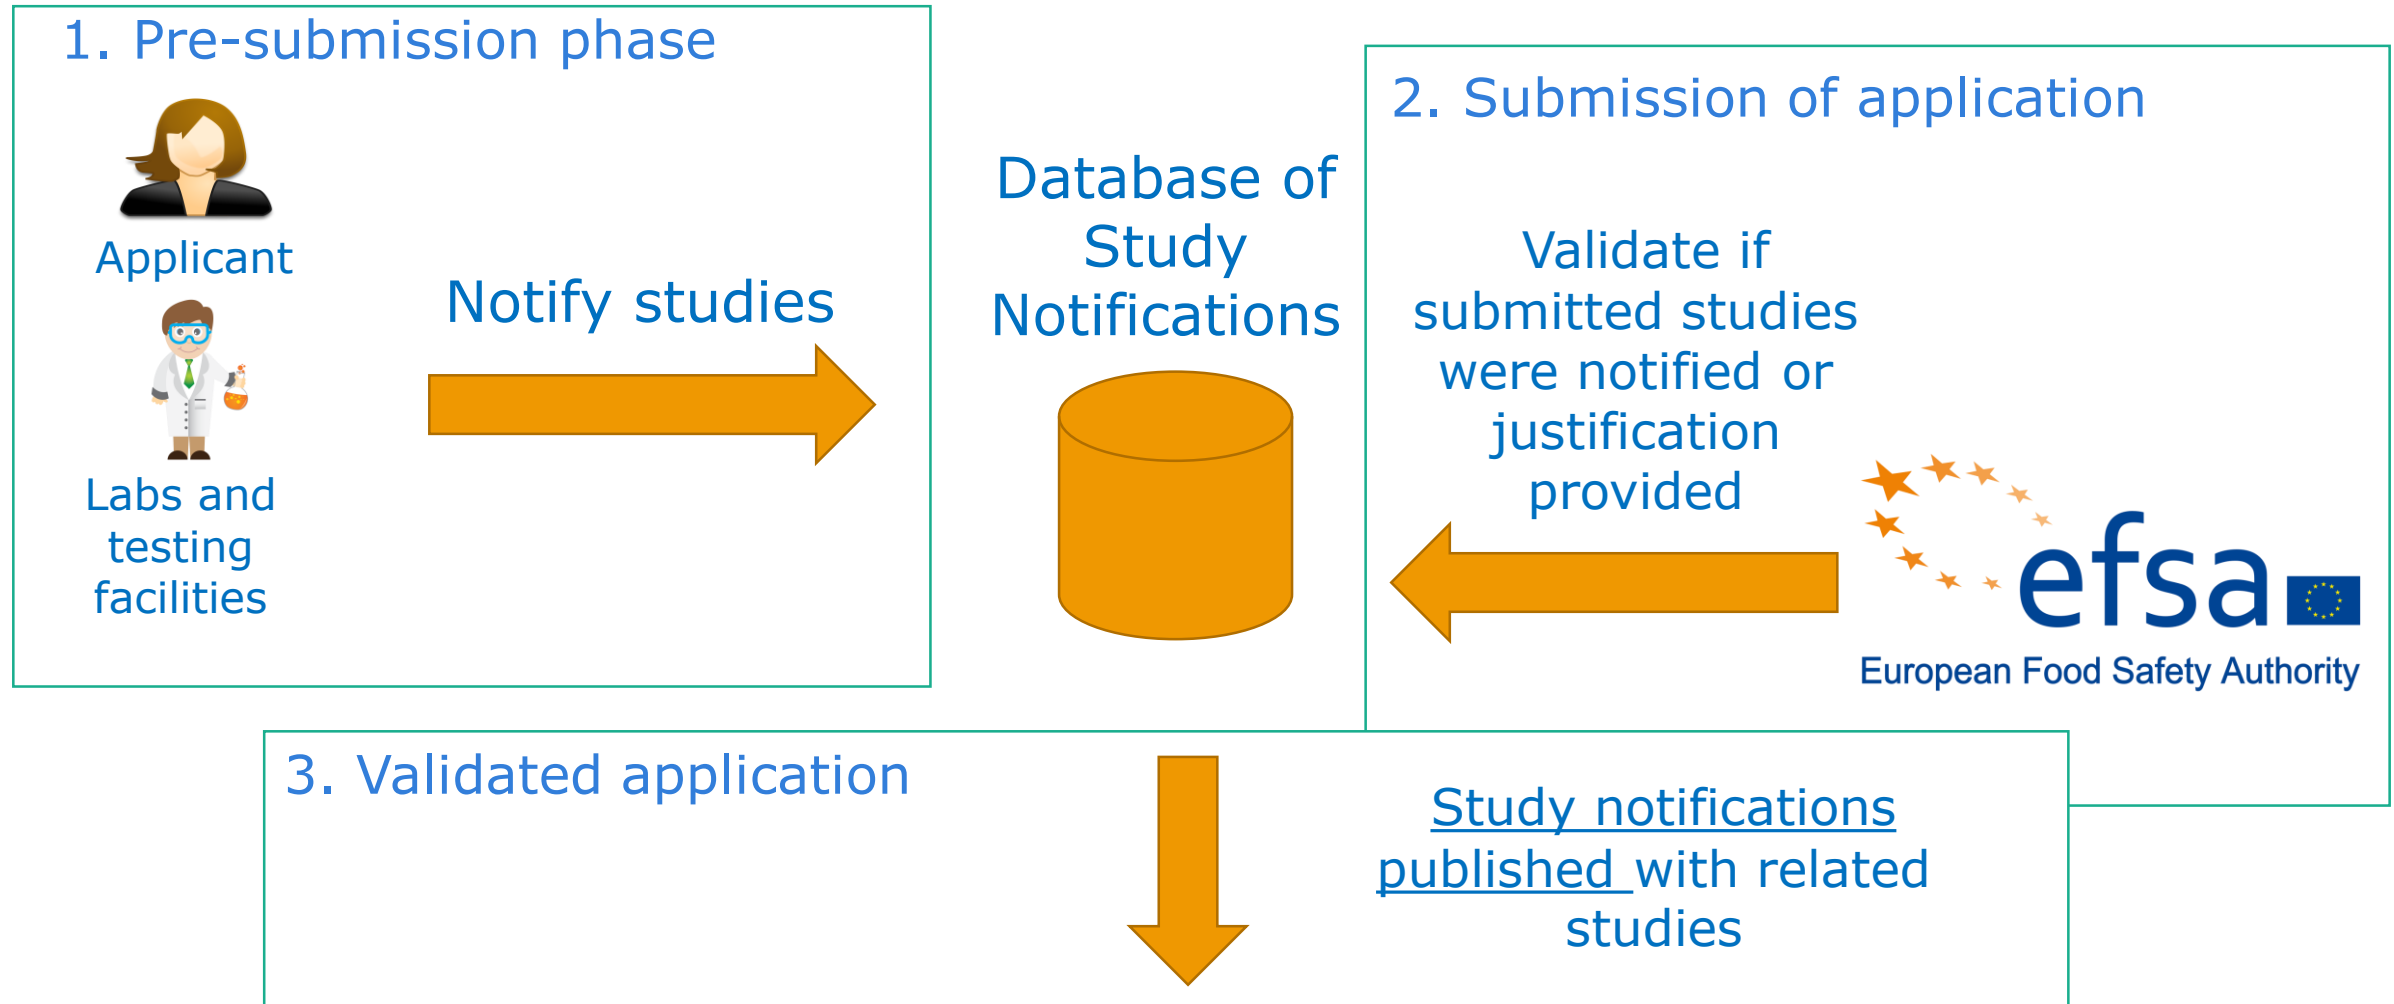 1. Pre-submission phase
Applicant
Labs and
testing
facilities
Notify studies
Database of
Study
Notifications
2. Submission of application
Validate if
submitted studies
were notified or
justification
provided
efsa
European Food Safety Authority
3. Validated application
Study notifications
published with related
studies